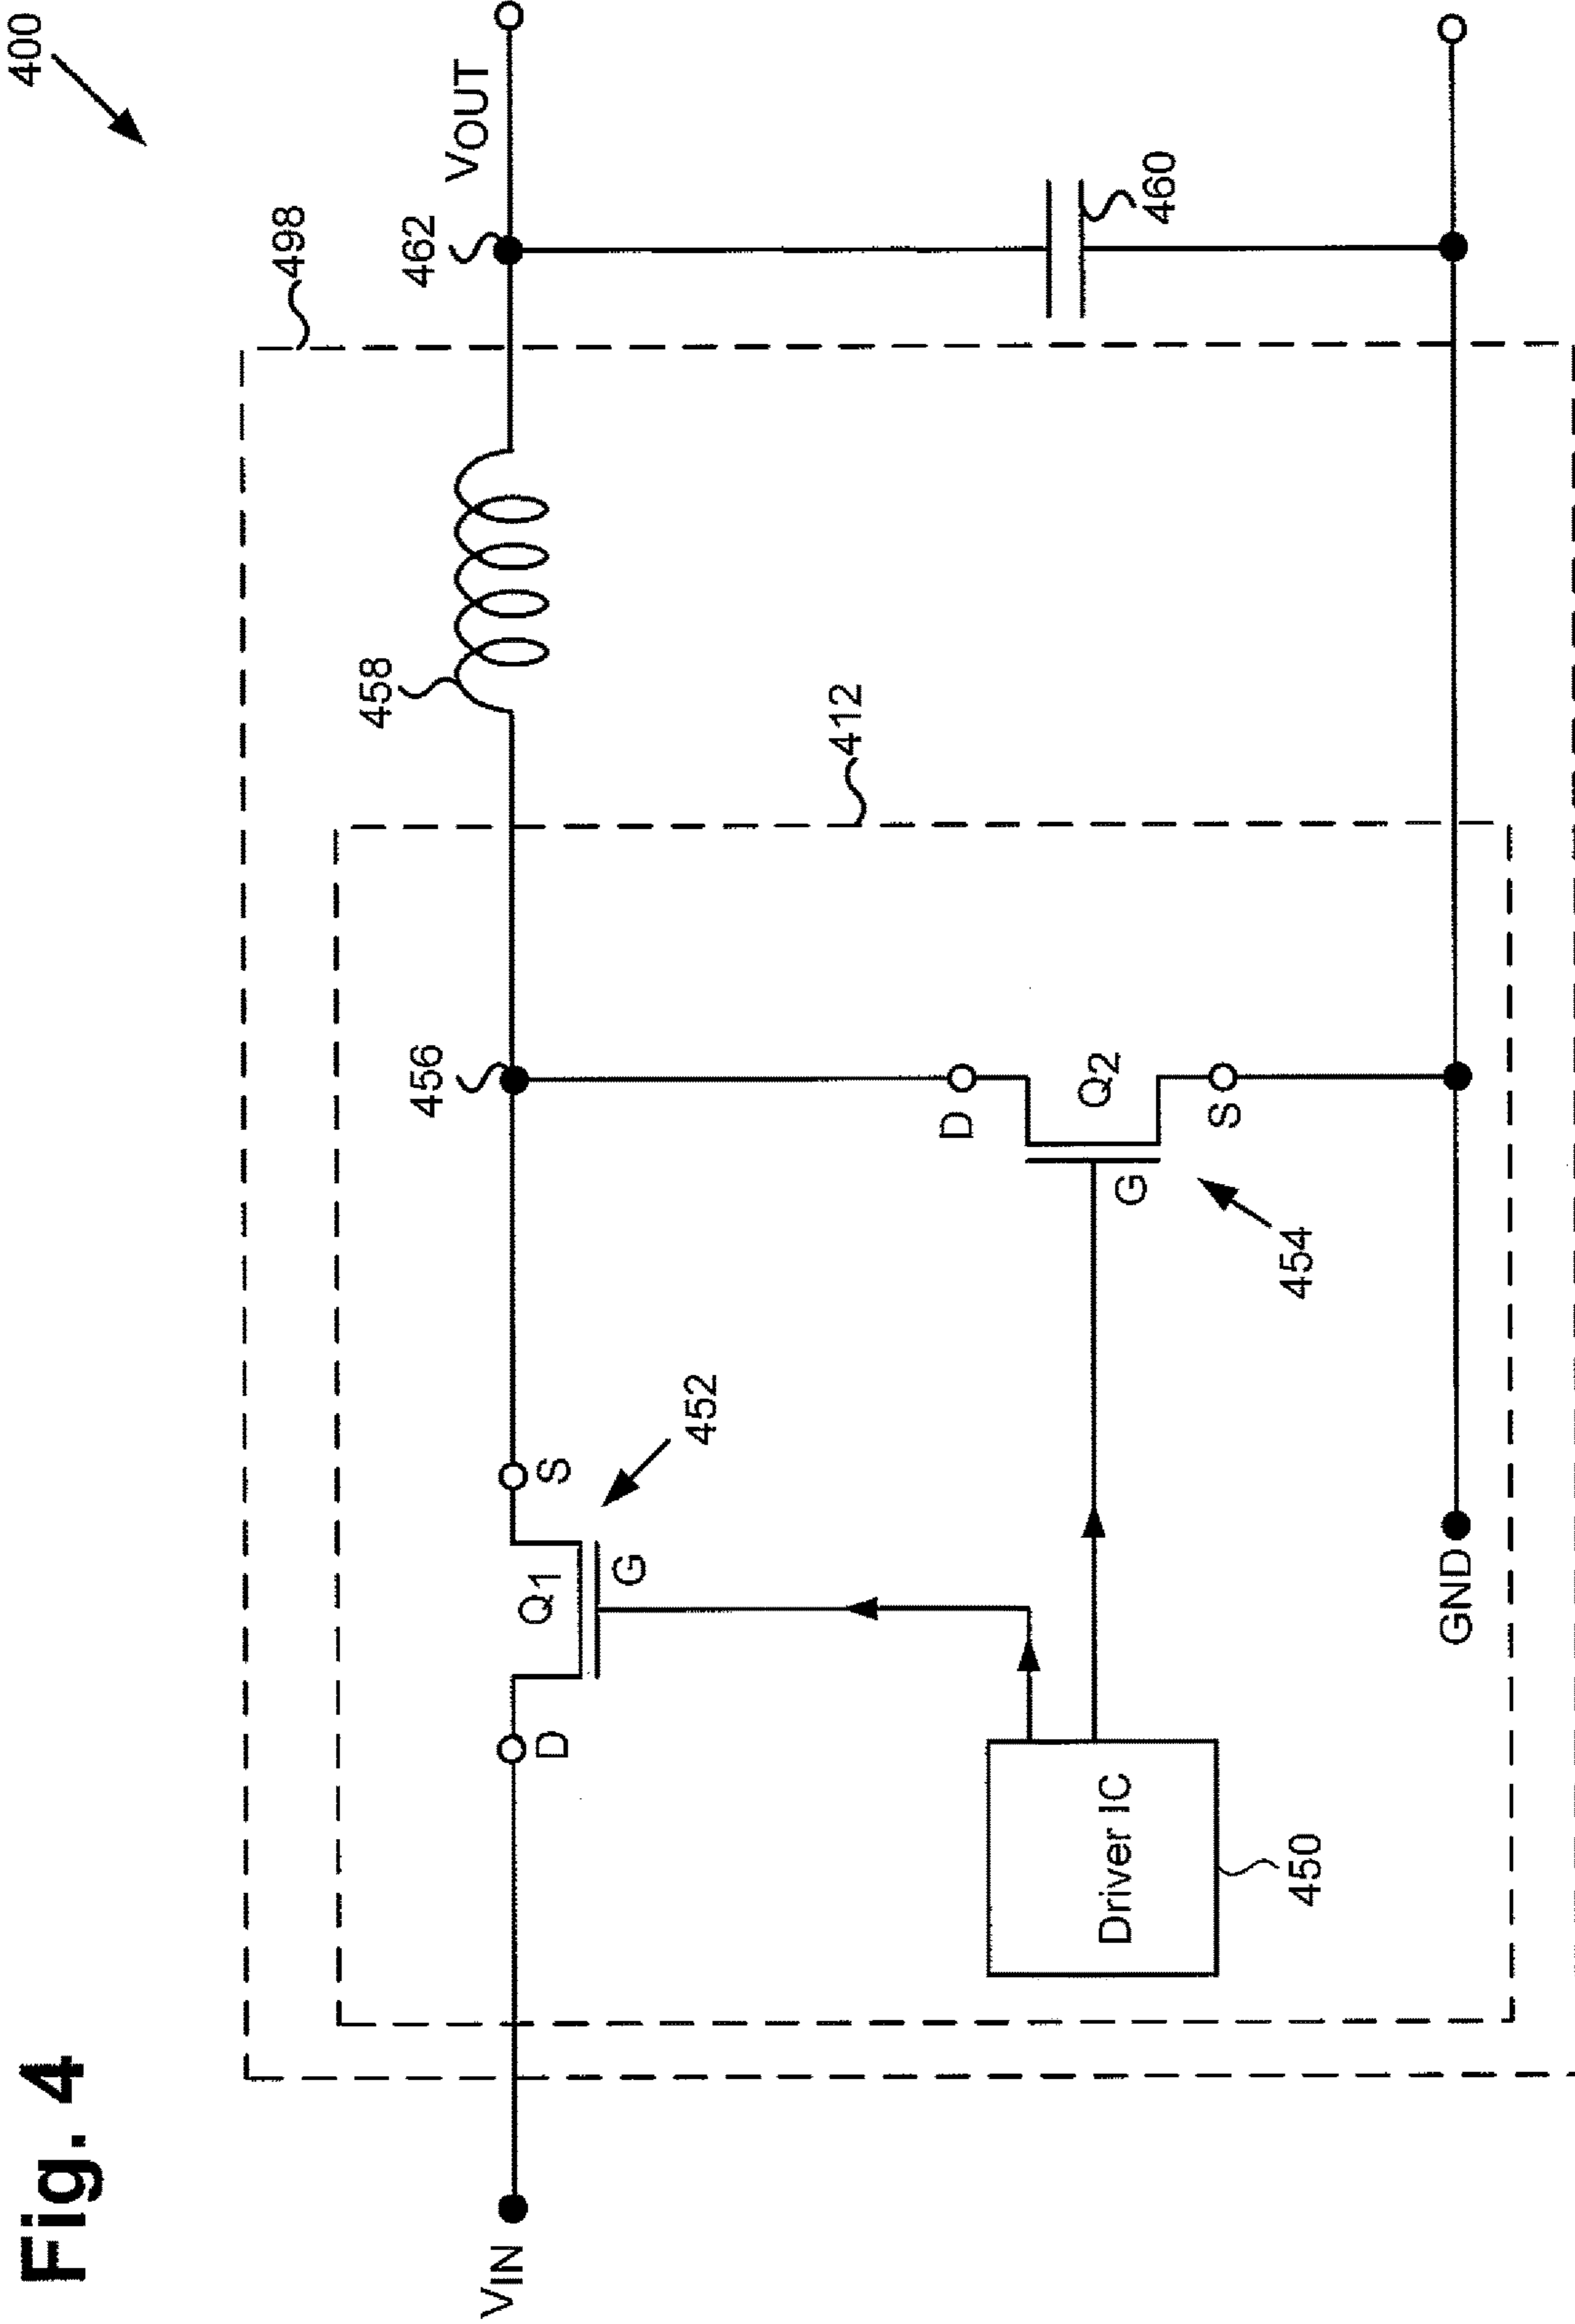 Fig. 4
400
498
412
462
VOUT
458
456
VIN
D
Q1
S
G
452
D
Q2
G
S
454
460
Driver IC
450
GND